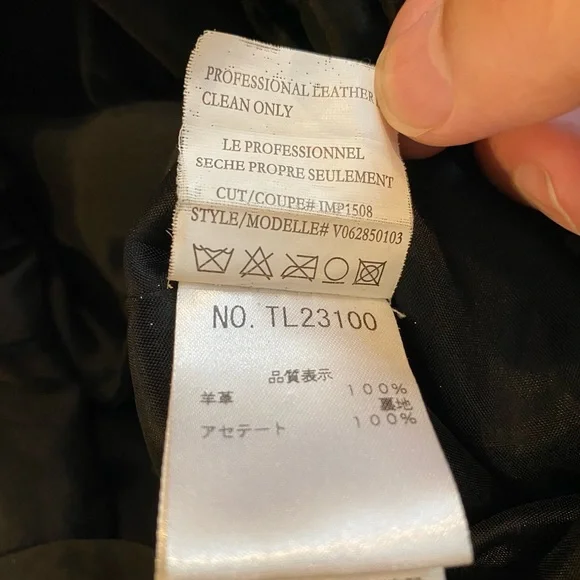 PROFESSIONAL LEATHER
CLEAN ONLY
LE PROFESSIONNEL
SECHE PROPRE SEULEMENT
CUT/COUPE# IMP1508
STYLE/MODELLE# V062850103
NO. TL23100
品質表示
羊革 100%
裏地
アセテート 100%